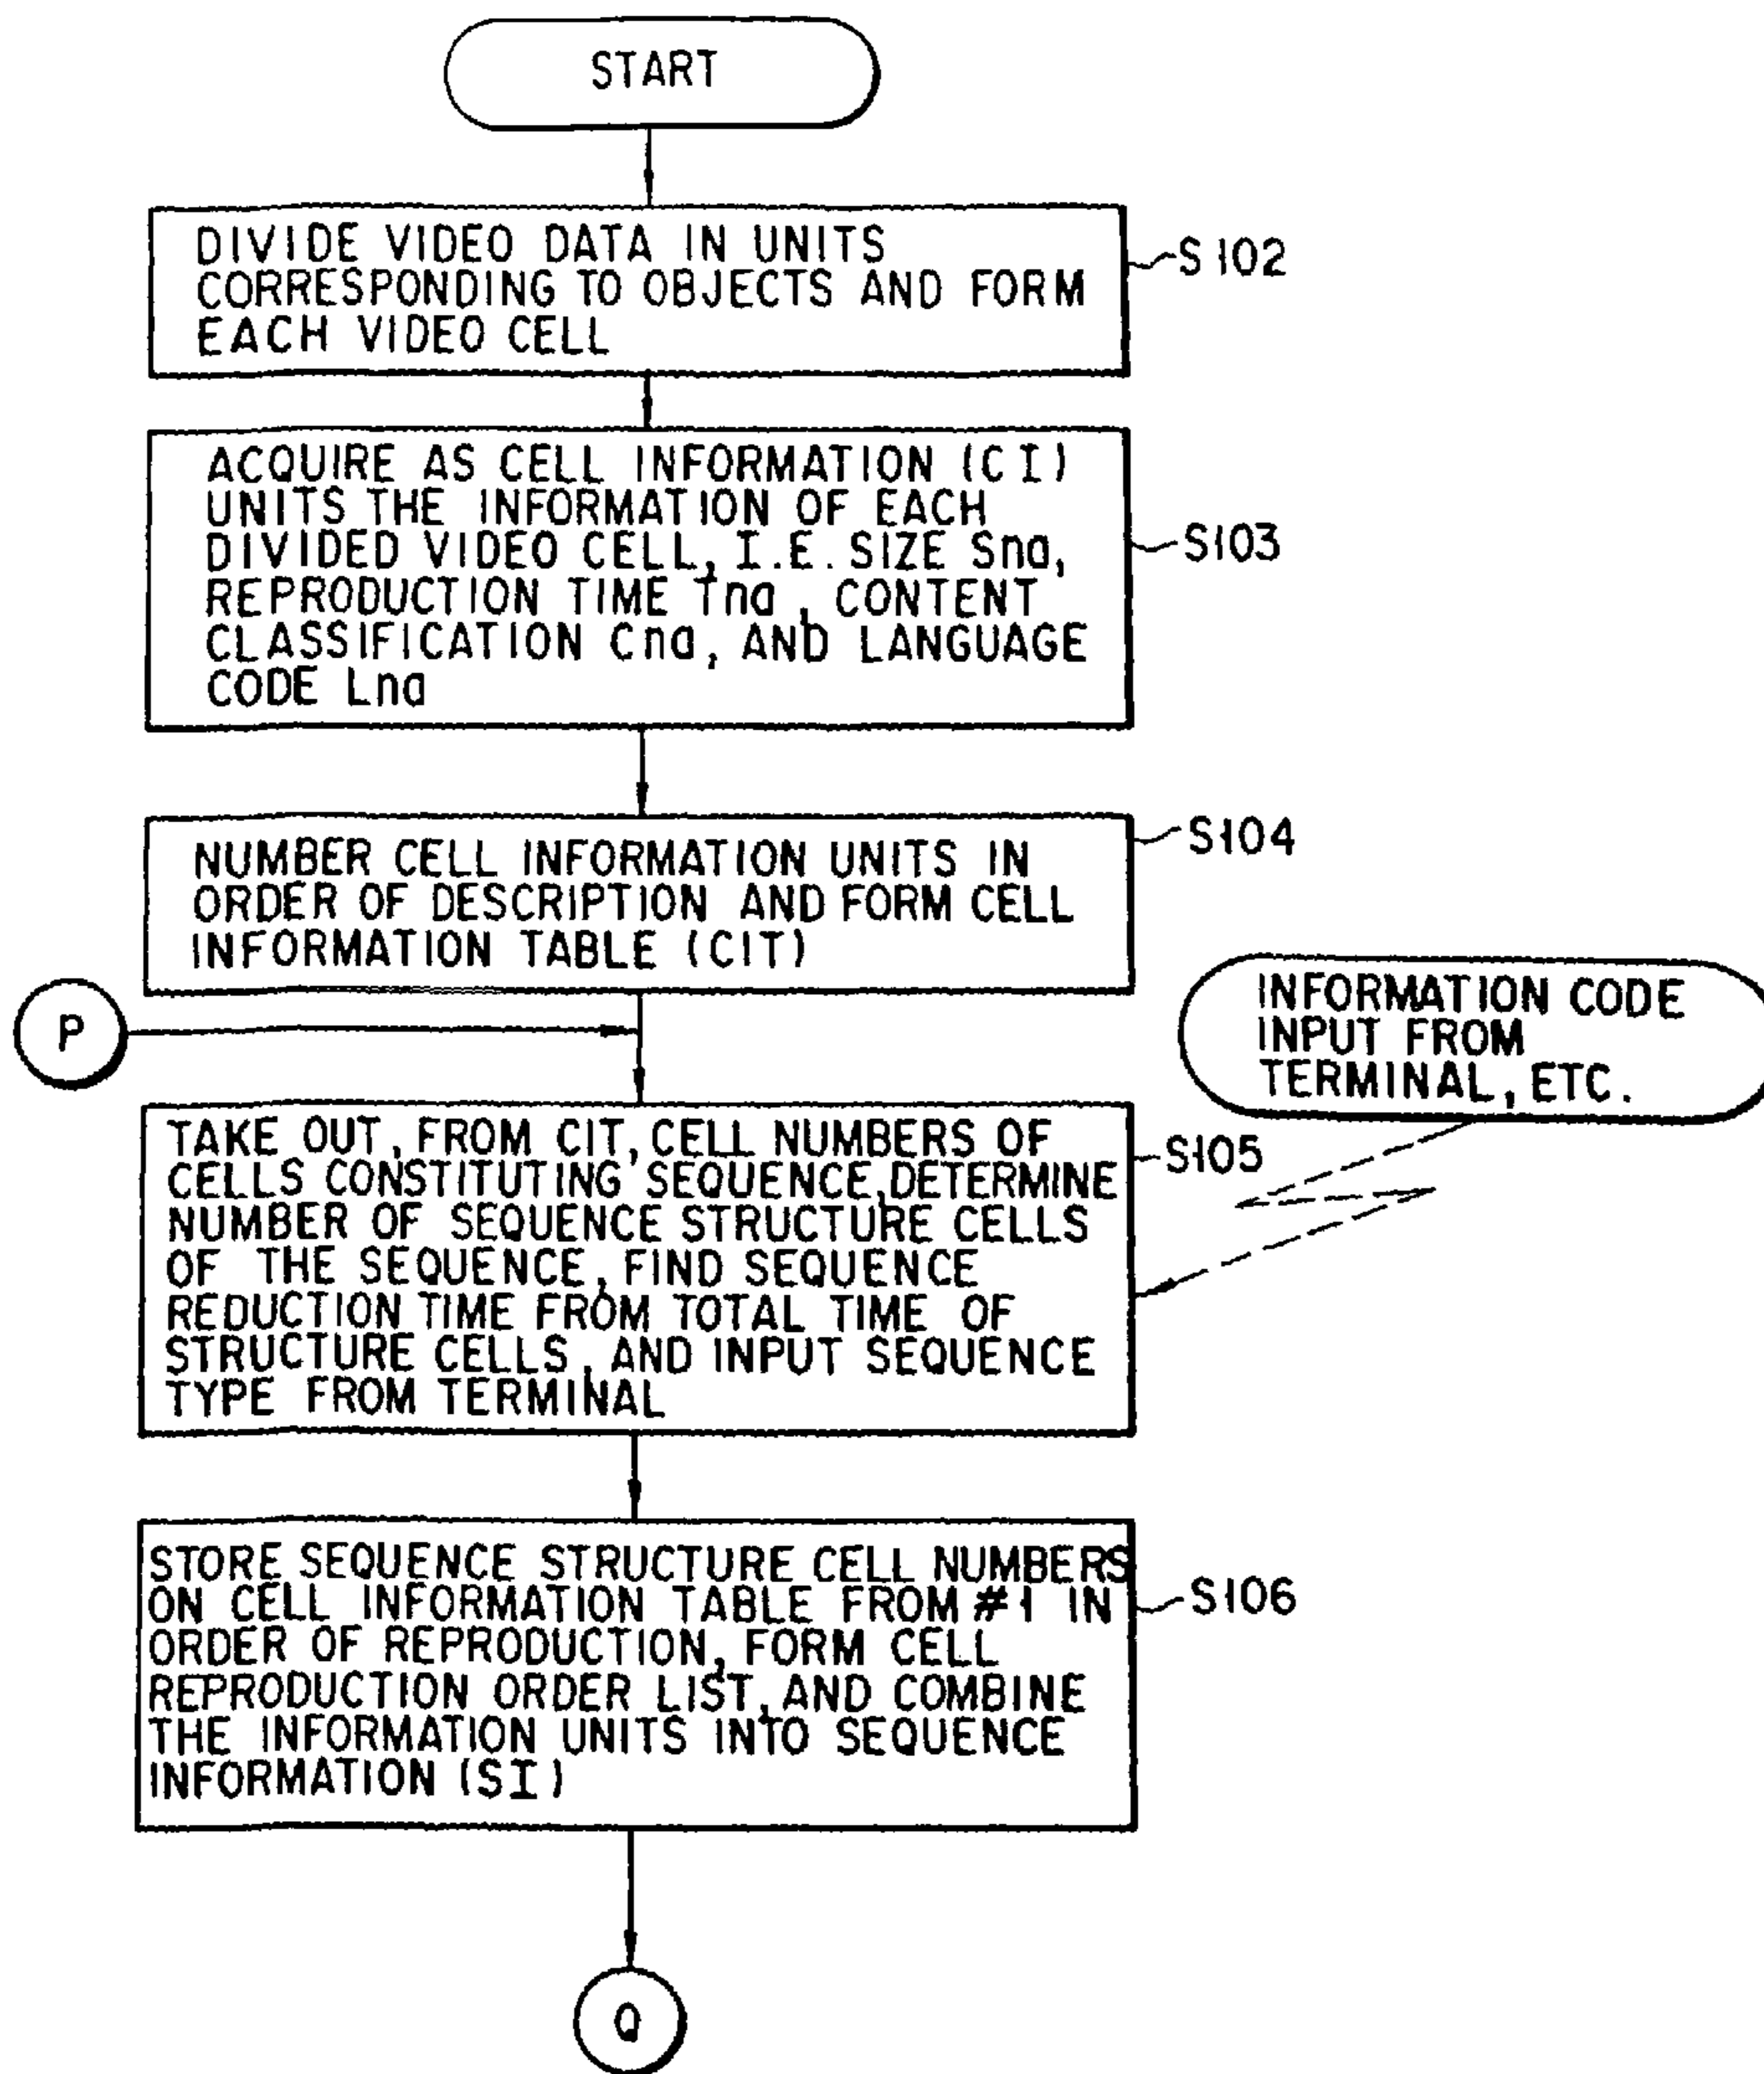 START
DIVIDE VIDEO DATA IN UNITS
CORRESPONDING TO OBJECTS AND FORM
EACH VIDEO CELL
S102
ACQUIRE AS CELL INFORMATION (CI)
UNITS THE INFORMATION OF EACH
DIVIDED VIDEO CELL, I.E. SIZE Sna,
REPRODUCTION TIME Tna, CONTENT
CLASSIFICATION Cna, AND LANGUAGE
CODE Lna
S103
NUMBER CELL INFORMATION UNITS IN
ORDER OF DESCRIPTION AND FORM CELL
INFORMATION TABLE (CIT)
S104
P
INFORMATION CODE
INPUT FROM
TERMINAL, ETC.
TAKE OUT, FROM CIT, CELL NUMBERS OF
CELLS CONSTITUTING SEQUENCE, DETERMINE
NUMBER OF SEQUENCE STRUCTURE CELLS
OF THE SEQUENCE, FIND SEQUENCE
REDUCTION TIME FROM TOTAL TIME OF
STRUCTURE CELLS, AND INPUT SEQUENCE
TYPE FROM TERMINAL
S105
STORE SEQUENCE STRUCTURE CELL NUMBERS
ON CELL INFORMATION TABLE FROM #1 IN
ORDER OF REPRODUCTION, FORM CELL
REPRODUCTION ORDER LIST, AND COMBINE
THE INFORMATION UNITS INTO SEQUENCE
INFORMATION (SI)
S106
Q